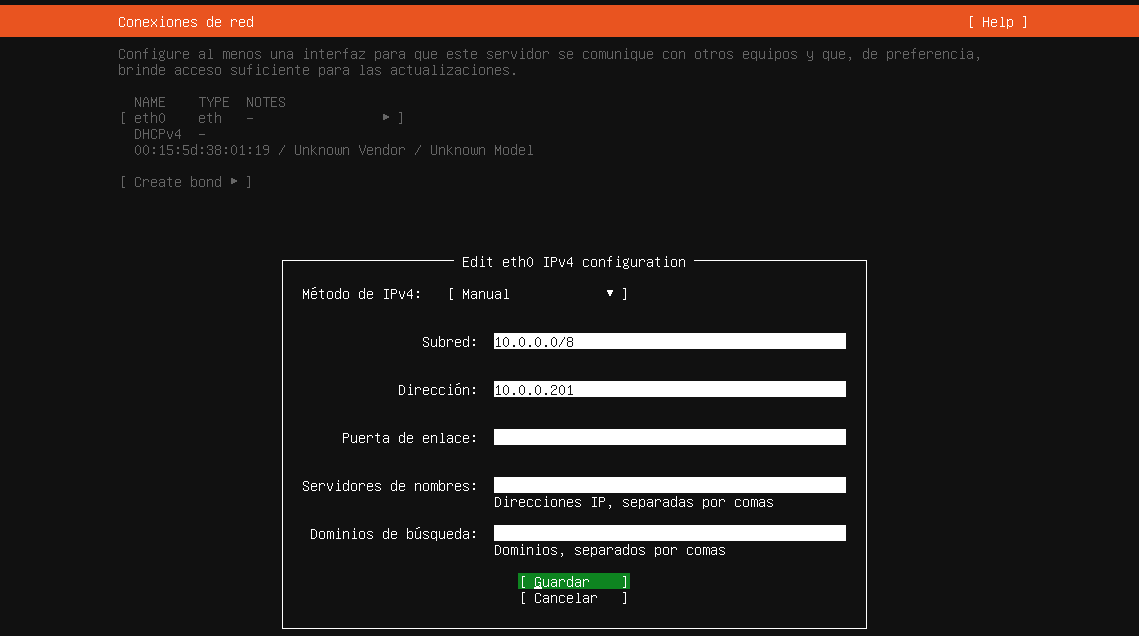 Conexiones de red [ Help ]
Configure al menos una interfaz para que este servidor se comunique con otros equipos y que, de preferencia,
brinde acceso suficiente para las actualizaciones.
NAME TYPE NOTES
[ eth0 eth - ▸ ]
DHCPv4 -
00:15:5d:38:01:19 / Unknown Vendor / Unknown Model
[ Create bond ▸ ]
Edit eth0 IPv4 configuration
Método de IPv4: [ Manual ▾ ]
Subred: 10.0.0.0/8
Dirección: 10.0.0.201
Puerta de enlace:
Servidores de nombres:
Direcciones IP, separadas por comas
Dominios de búsqueda:
Dominios, separados por comas
[ Guardar ]
[ Cancelar ]